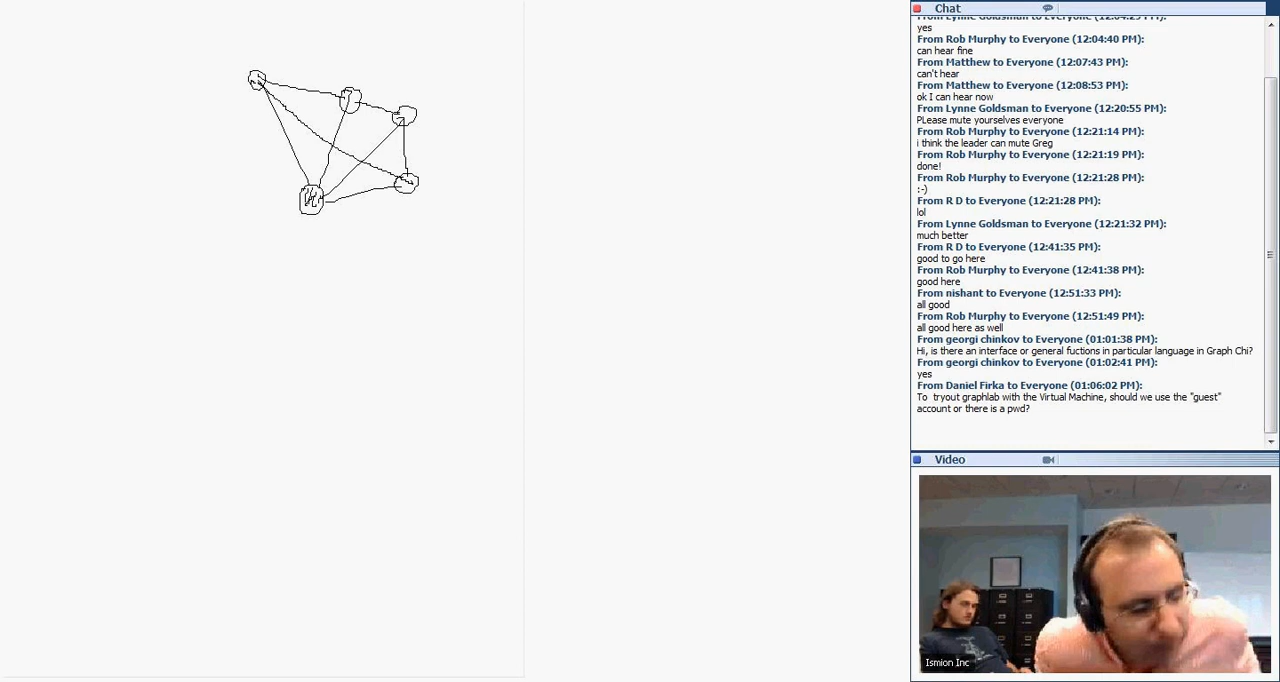 Chat
From Lynne Goldsman to Everyone (12:04:29 PM):
yes
From Rob Murphy to Everyone (12:04:40 PM):
can hear fine
From Matthew to Everyone (12:07:43 PM):
can't hear
From Matthew to Everyone (12:08:53 PM):
ok I can hear now
From Lynne Goldsman to Everyone (12:20:55 PM):
PLease mute yourselves everyone
From Rob Murphy to Everyone (12:21:14 PM):
i think the leader can mute Greg
From Rob Murphy to Everyone (12:21:19 PM):
done!
From Rob Murphy to Everyone (12:21:28 PM):
:-)
From R D to Everyone (12:21:28 PM):
lol
From Lynne Goldsman to Everyone (12:21:32 PM):
much better
From R D to Everyone (12:41:35 PM):
good to go here
From Rob Murphy to Everyone (12:41:38 PM):
good here
From nishant to Everyone (12:51:33 PM):
all good
From Rob Murphy to Everyone (12:51:49 PM):
all good here as well
From georgi chinkov to Everyone (01:01:38 PM):
Hi, is there an interface or general fuctions in particular language in Graph Chi?
From georgi chinkov to Everyone (01:02:41 PM):
yes
From Daniel Firka to Everyone (01:06:02 PM):
To tryout graphlab with the Virtual Machine, should we use the "guest"
account or there is a pwd?
Video
Ismion Inc